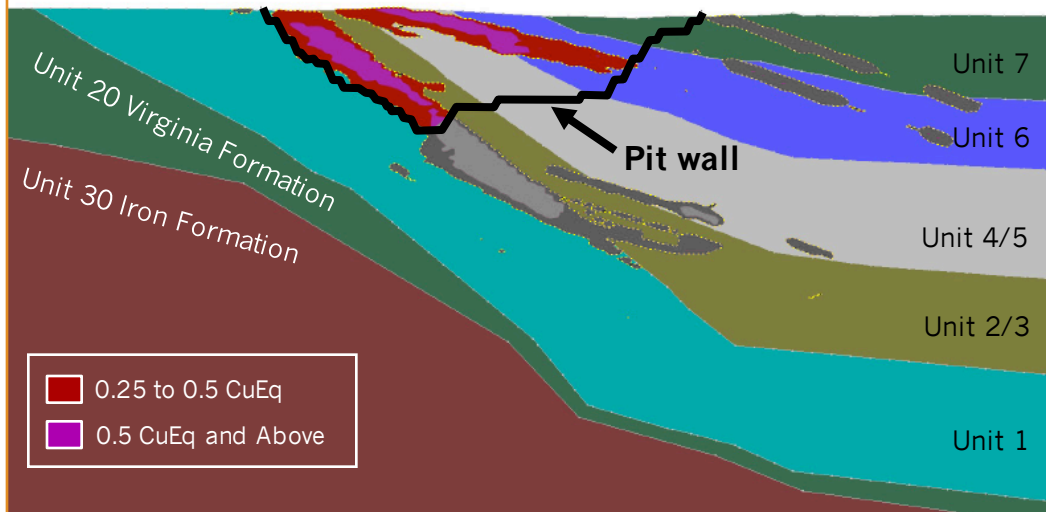 Unit 7
Unit 20 Virginia Formation
Unit 6
Pit wall
Unit 30 Iron Formation
Unit 4/5
Unit 2/3
0.25 to 0.5 CuEq
0.5 CuEq and Above
Unit 1